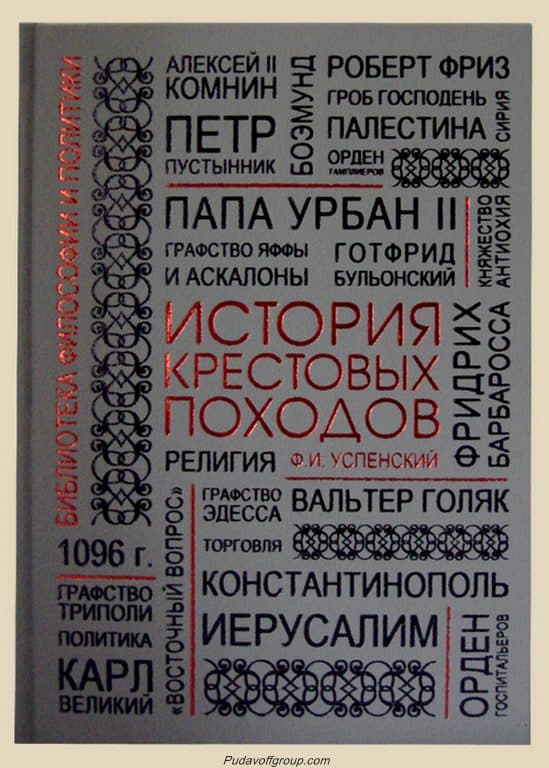 БИБЛИОТЕКА ФИЛОСОФИИ И ПОЛИТИКИ
АЛЕКСЕЙ II
КОМНИН
ПЕТР
ПУСТЫННИК
БОЭМУНД
РОБЕРТ ФРИЗ
ГРОБ ГОСПОДЕНЬ
ПАЛЕСТИНА
ОРДЕН
ТАМПЛИЕРОВ
СИРИЯ
ПАПА УРБАН II
ГРАФСТВО ЯФФЫ
И АСКАЛОНЫ
ГОТФРИД
БУЛЬОНСКИЙ
КНЯЖЕСТВО
АНТИОХИЯ
ИСТОРИЯ
КРЕСТОВЫХ
ПОХОДОВ
ФРИДРИХ
БАРБАРОССА
РЕЛИГИЯ
Ф.И. УСПЕНСКИЙ
1096 г.
ГРАФСТВО
ТРИПОЛИ
ПОЛИТИКА
КАРЛ
ВЕЛИКИЙ
«ВОСТОЧНЫЙ ВОПРОС»
ГРАФСТВО
ЭДЕССА
ВАЛЬТЕР ГОЛЯК
ТОРГОВЛЯ
КОНСТАНТИНОПОЛЬ
ИЕРУСАЛИМ
ОРДЕН
ГОСПИТАЛЬЕРОВ
Pudavoffgroup.com